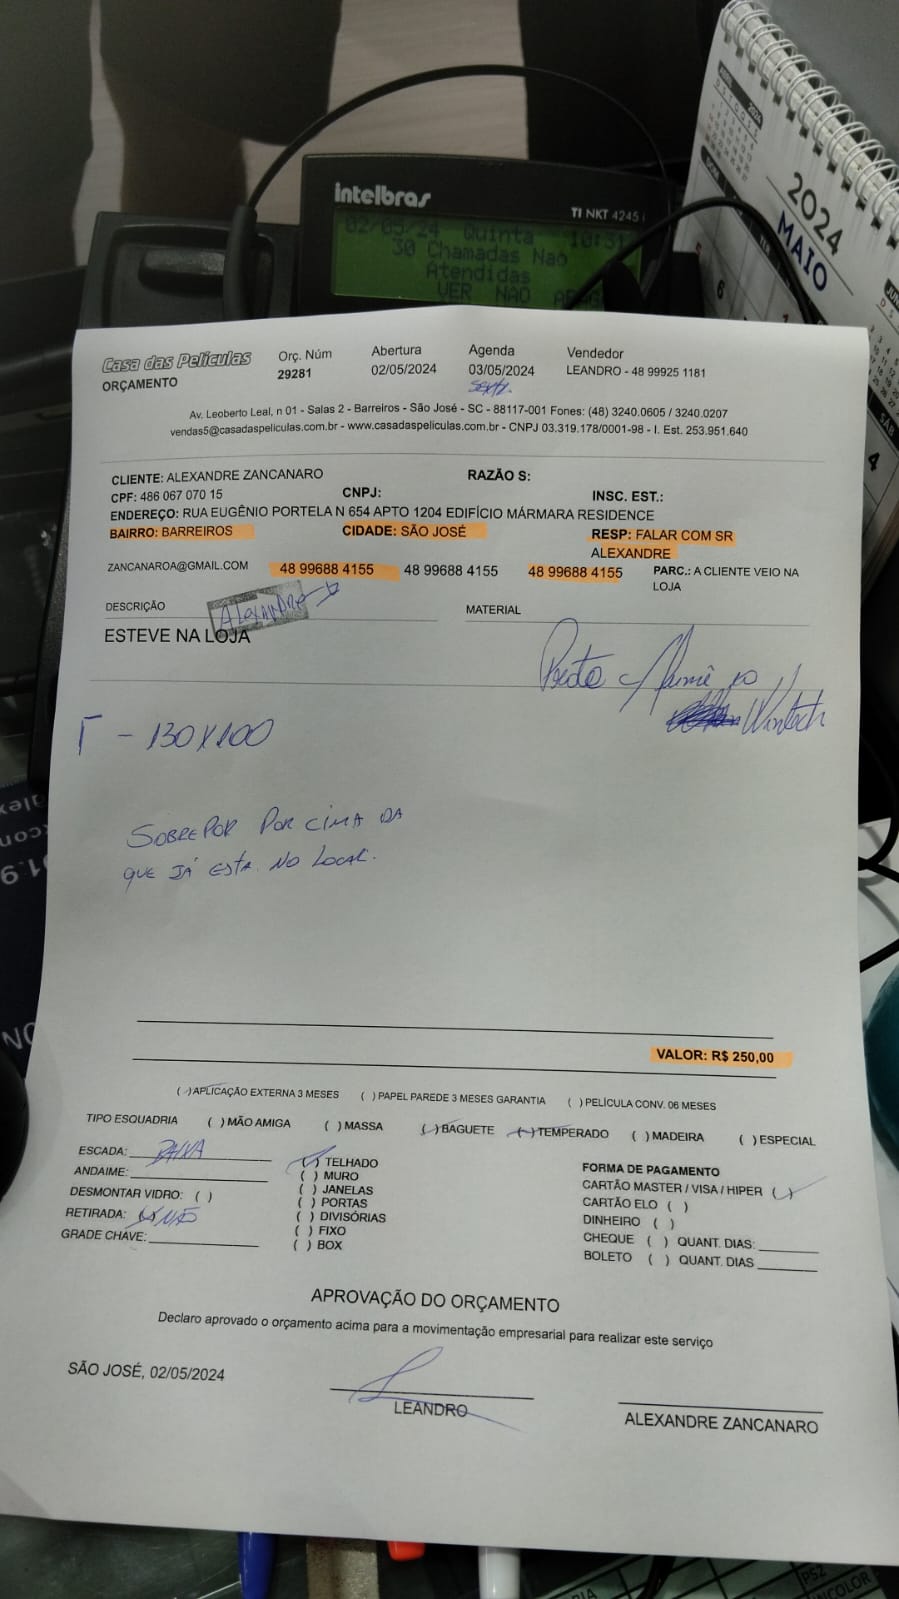 intelbras
TI NKT 4245 i
02/05/24 Quinta 10:31
30 Chamadas Nao
Atendidas
VER NAO
2024
MAIO
Casa das Películas
ORÇAMENTO
Orç. Núm
29281
Abertura
02/05/2024
Agenda
03/05/2024
sexta
Vendedor
LEANDRO - 48 99925 1181
Av. Leoberto Leal, n 01 - Salas 2 - Barreiros - São José - SC - 88117-001 Fones: (48) 3240.0605 / 3240.0207
vendas5@casadaspeliculas.com.br - www.casadaspeliculas.com.br - CNPJ 03.319.178/0001-98 - I. Est. 253.951.640
CLIENTE: ALEXANDRE ZANCANARO RAZÃO S:
CPF: 486 067 070 15 CNPJ: INSC. EST.:
ENDEREÇO: RUA EUGÊNIO PORTELA N 654 APTO 1204 EDIFÍCIO MÁRMARA RESIDENCE
BAIRRO: BARREIROS CIDADE: SÃO JOSÉ RESP: FALAR COM SR
ALEXANDRE
ZANCANAROA@GMAIL.COM 48 99688 4155 48 99688 4155 48 99688 4155 PARC.: A CLIENTE VEIO NA
LOJA
DESCRIÇÃO ALEXANDRE MATERIAL
ESTEVE NA LOJA
Preto
Wintech
130X100
SOBREPOR POR CIMA DA
QUE JÁ ESTA. NO LOCAL.
VALOR: R$ 250,00
( ) APLICAÇÃO EXTERNA 3 MESES ( ) PAPEL PAREDE 3 MESES GARANTIA ( ) PELÍCULA CONV. 06 MESES
TIPO ESQUADRIA ( ) MÃO AMIGA ( ) MASSA ( ) BAGUETE ( ) TEMPERADO ( ) MADEIRA ( ) ESPECIAL
ESCADA: BAIXA
ANDAIME:
DESMONTAR VIDRO: ( )
RETIRADA: ( ) NÃO
GRADE CHAVE:
( ) TELHADO
( ) MURO
( ) JANELAS
( ) PORTAS
( ) DIVISÓRIAS
( ) FIXO
( ) BOX
FORMA DE PAGAMENTO
CARTÃO MASTER / VISA / HIPER ( )
CARTÃO ELO ( )
DINHEIRO ( )
CHEQUE ( ) QUANT. DIAS:
BOLETO ( ) QUANT. DIAS
APROVAÇÃO DO ORÇAMENTO
Declaro aprovado o orçamento acima para a movimentação empresarial para realizar este serviço
SÃO JOSÉ, 02/05/2024
LEANDRO
ALEXANDRE ZANCANARO